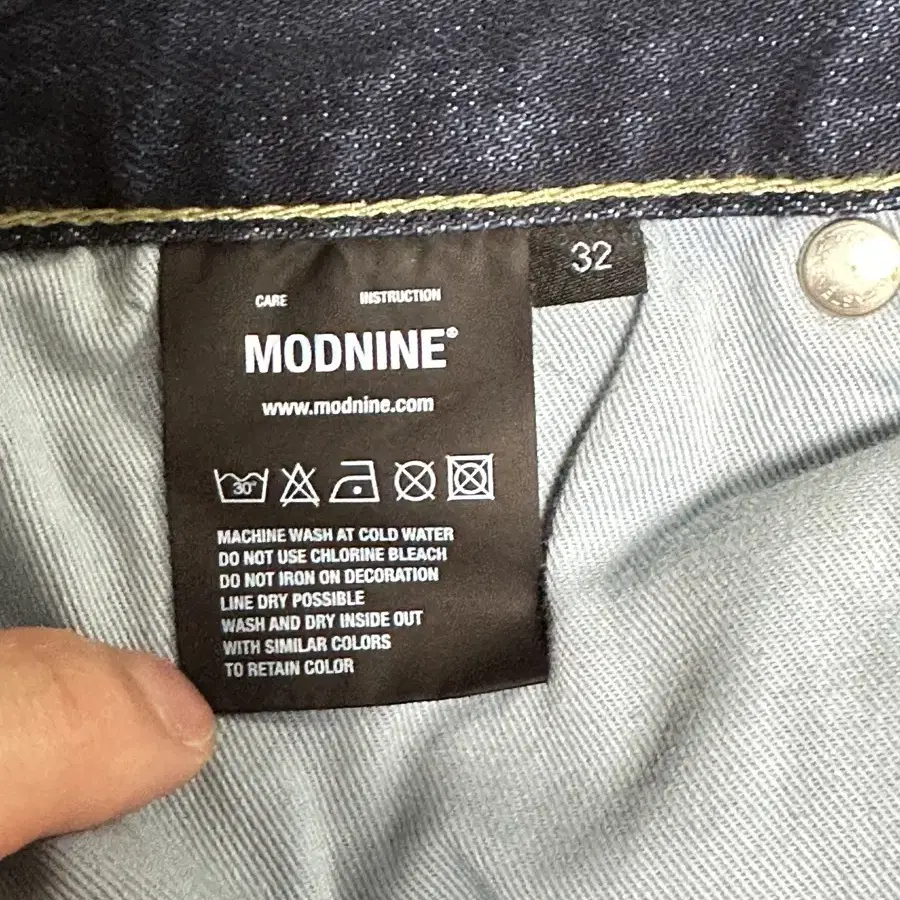 32
CARE INSTRUCTION
MODNINE®
www.modnine.com
30°
MACHINE WASH AT COLD WATER
DO NOT USE CHLORINE BLEACH
DO NOT IRON ON DECORATION
LINE DRY POSSIBLE
WASH AND DRY INSIDE OUT
WITH SIMILAR COLORS
TO RETAIN COLOR